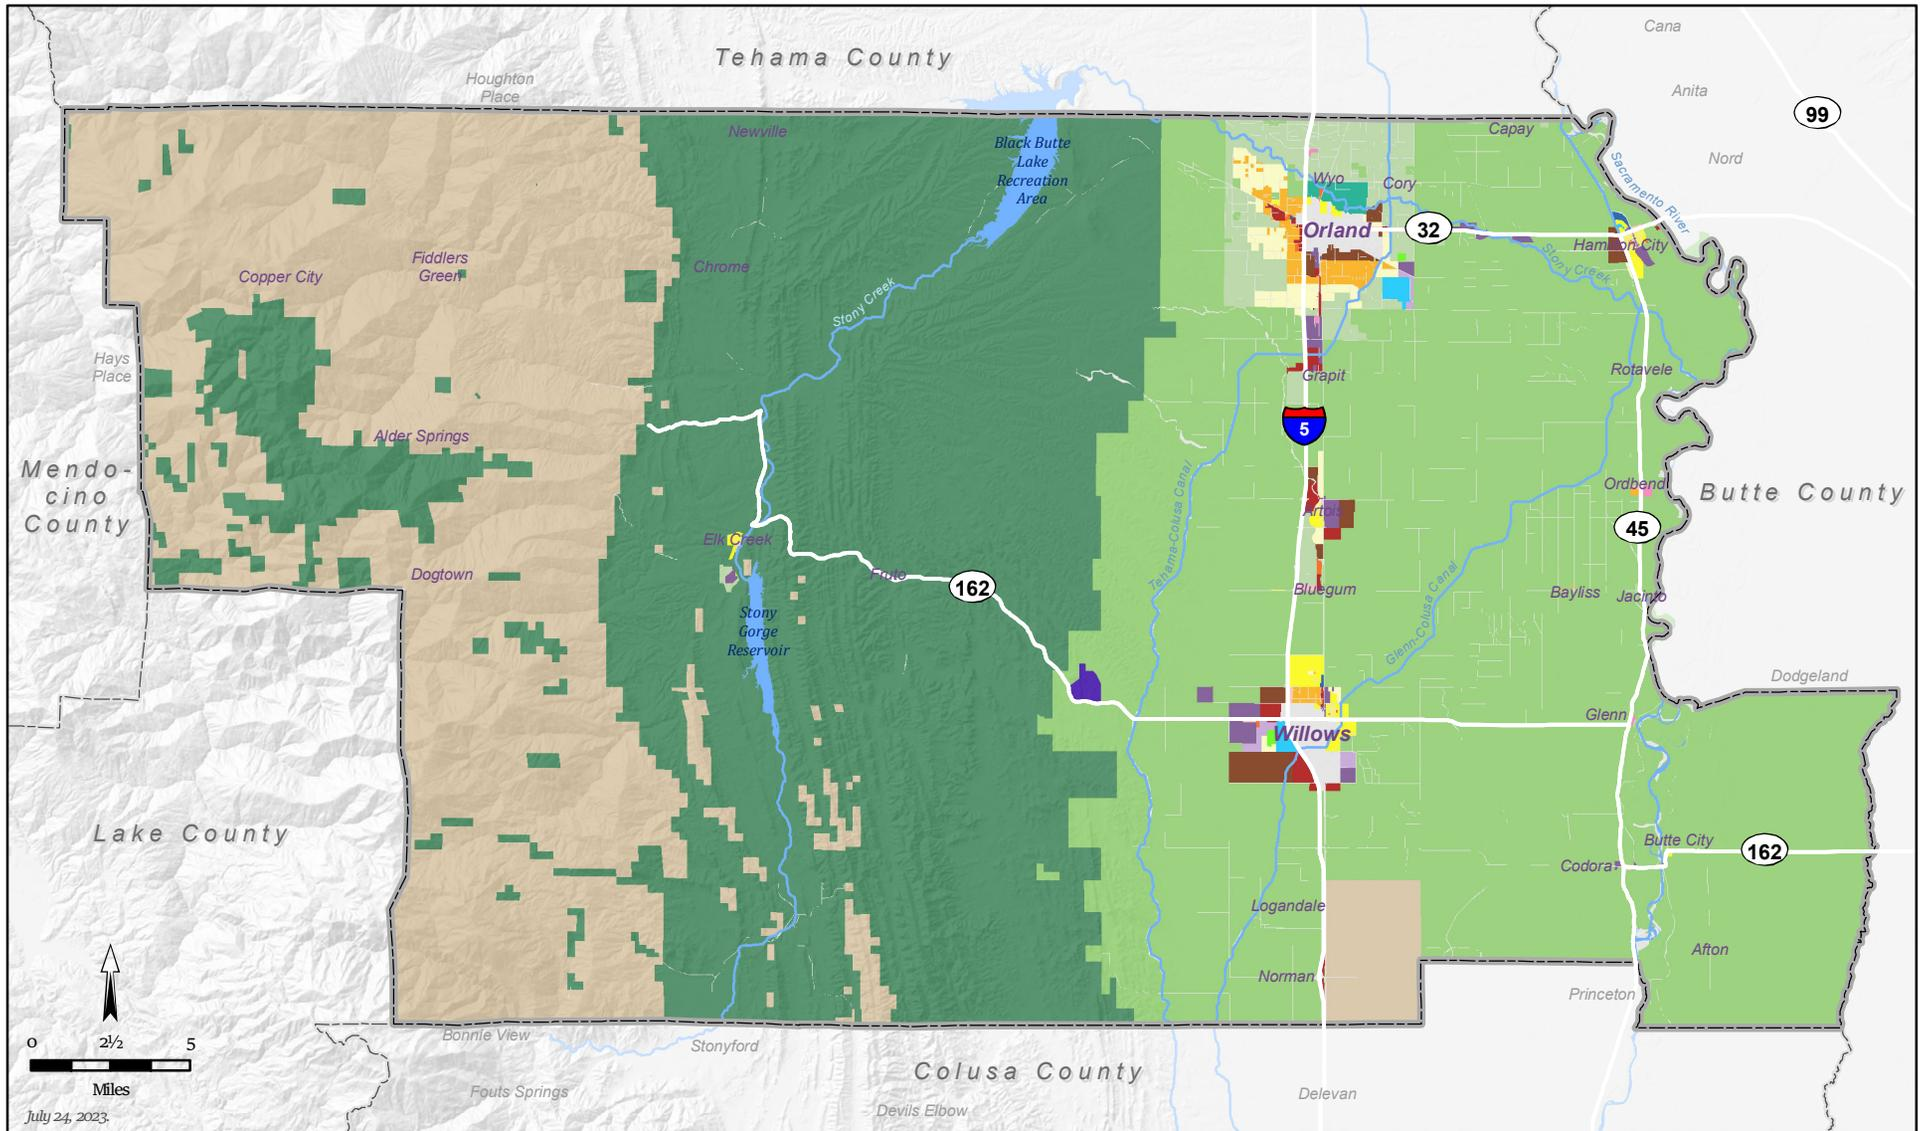 Cana
Tehama County
Houghton
Place
Anita
99
Newville
Capay
Black Butte
Lake
Recreation
Area
Nord
Sacramento River
Wyo
Cory
Orland
32
Hamilton City
Stony Creek
Fiddlers
Green
Copper City
Chrome
Stony Creek
Hays
Place
Grapit
Rotavele
5
Alder Springs
Mendo-
cino
County
Tehama-Colusa Canal
Ordbend
Butte County
Artois
45
Elk Creek
Dogtown
Fruto
162
Bluegum
Bayliss
Jacinto
Glenn-Colusa Canal
Stony
Gorge
Reservoir
Dodgeland
Glenn
Willows
Lake County
Butte City
162
Codora
Logandale
Afton
Norman
Princeton
0 2½ 5
Miles
Bonnie View
Stonyford
Colusa County
Fouts Springs
Delevan
Devils Elbow
July 24, 2023.